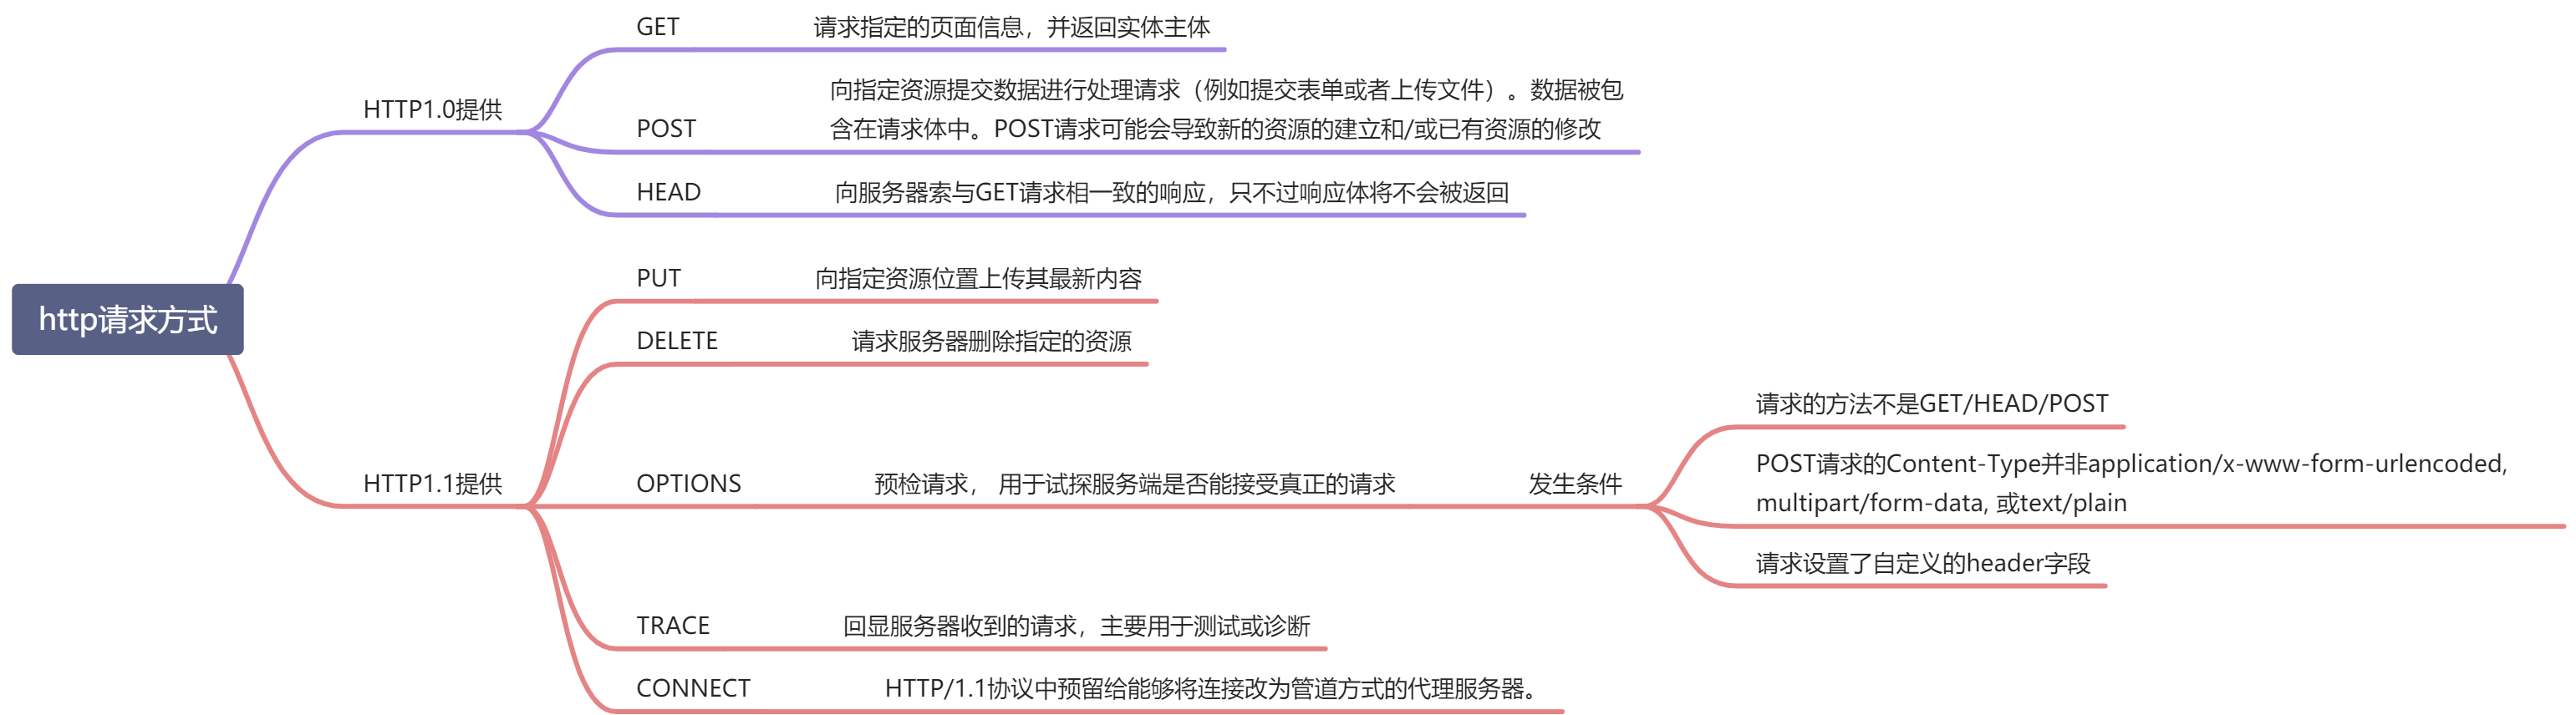 http请求方式
HTTP1.0提供
GET
请求指定的页面信息，并返回实体主体
POST
向指定资源提交数据进行处理请求（例如提交表单或者上传文件）。数据被包
含在请求体中。POST请求可能会导致新的资源的建立和/或已有资源的修改
HEAD
向服务器索与GET请求相一致的响应，只不过响应体将不会被返回
HTTP1.1提供
PUT
向指定资源位置上传其最新内容
DELETE
请求服务器删除指定的资源
OPTIONS
预检请求， 用于试探服务端是否能接受真正的请求
发生条件
请求的方法不是GET/HEAD/POST
POST请求的Content-Type并非application/x-www-form-urlencoded,
multipart/form-data, 或text/plain
请求设置了自定义的header字段
TRACE
回显服务器收到的请求，主要用于测试或诊断
CONNECT
HTTP/1.1协议中预留给能够将连接改为管道方式的代理服务器。